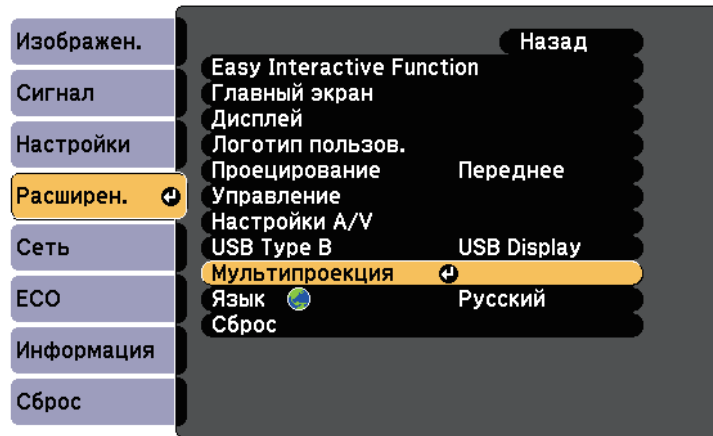 Изображен.
Сигнал
Настройки
Расширен.
Сеть
ECO
Информация
Сброс
Назад
Easy Interactive Function
Главный экран
Дисплей
Логотип пользов.
Проецирование Переднее
Управление
Настройки A/V
USB Type B USB Display
Мультипроекция
Язык Русский
Сброс